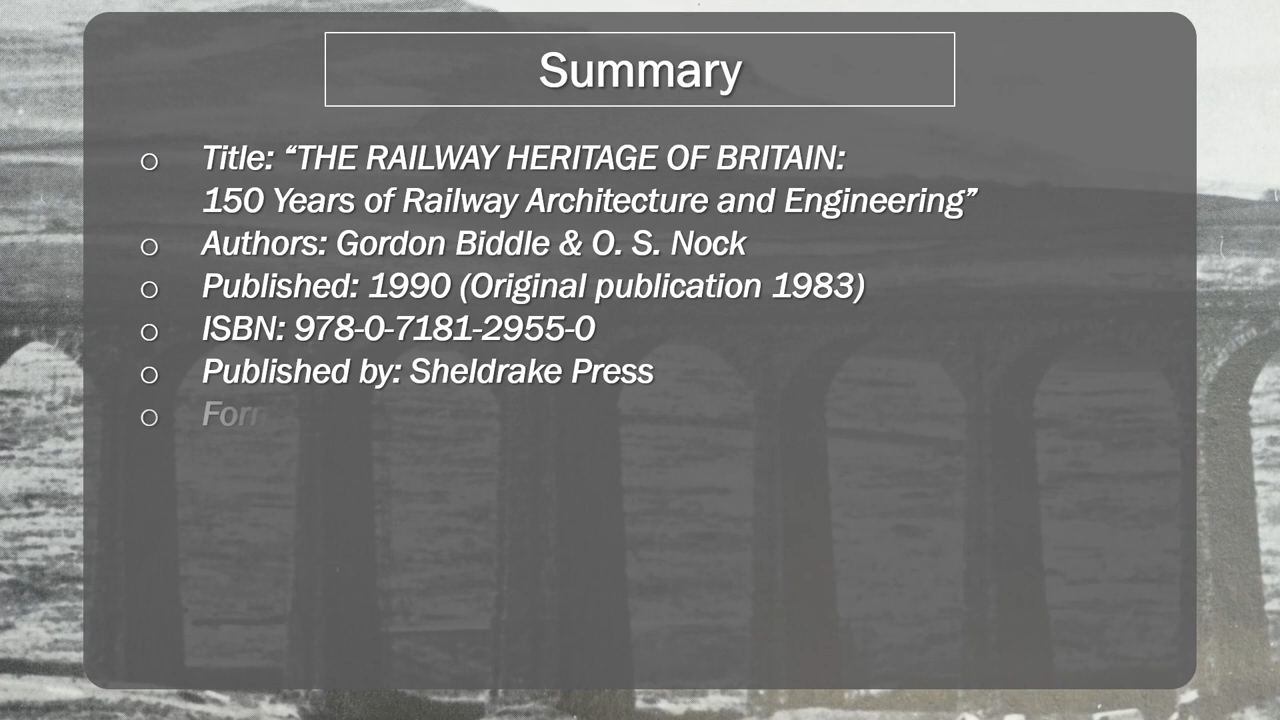 Summary
Title: “THE RAILWAY HERITAGE OF BRITAIN:
150 Years of Railway Architecture and Engineering”
Authors: Gordon Biddle & O. S. Nock
Published: 1990 (Original publication 1983)
ISBN: 978-0-7181-2955-0
Published by: Sheldrake Press